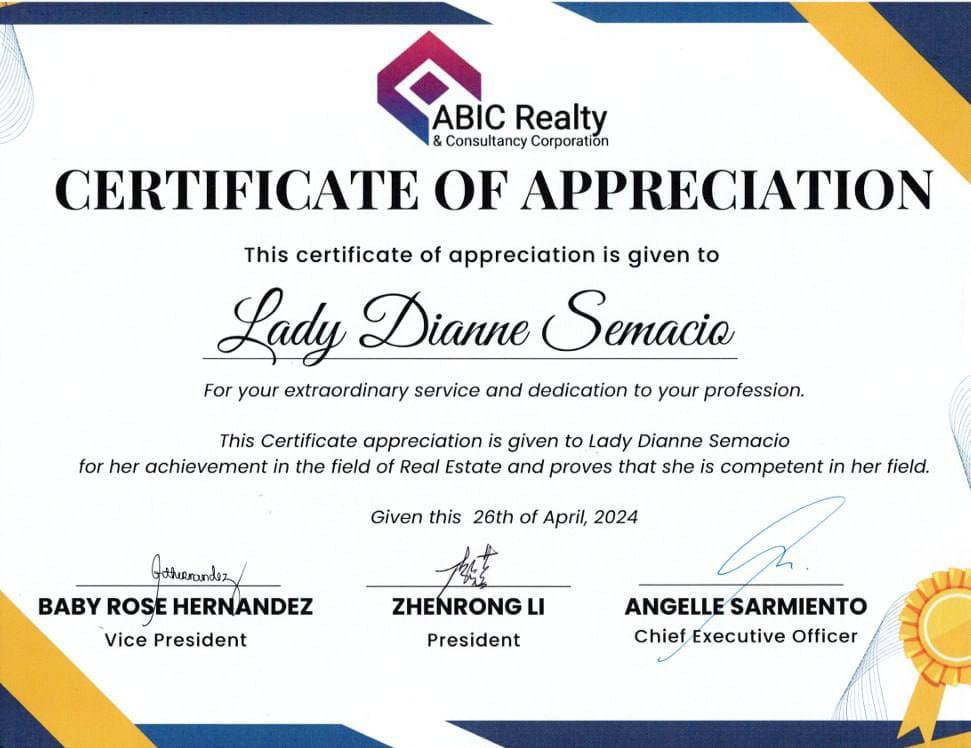 ABIC Realty
& Consultancy Corporation
CERTIFICATE OF APPRECIATION
This certificate of appreciation is given to
Lady Dianne Semacio
For your extraordinary service and dedication to your profession.
This Certificate appreciation is given to Lady Dianne Semacio
for her achievement in the field of Real Estate and proves that she is competent in her field.
Given this 26th of April, 2024
BABY ROSE HERNANDEZ
Vice President
ZHENRONG LI
President
ANGELLE SARMIENTO
Chief Executive Officer